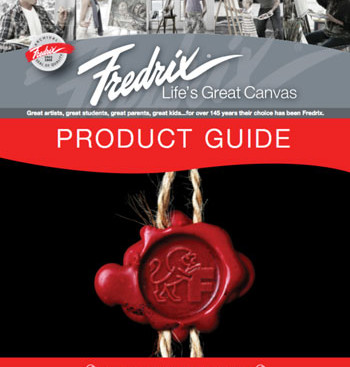 Fredrix
Fredrix
Life's Great Canvas
Great artists, great students, great parents, great kids...for over 145 years their choice has been Fredrix.
PRODUCT GUIDE
F